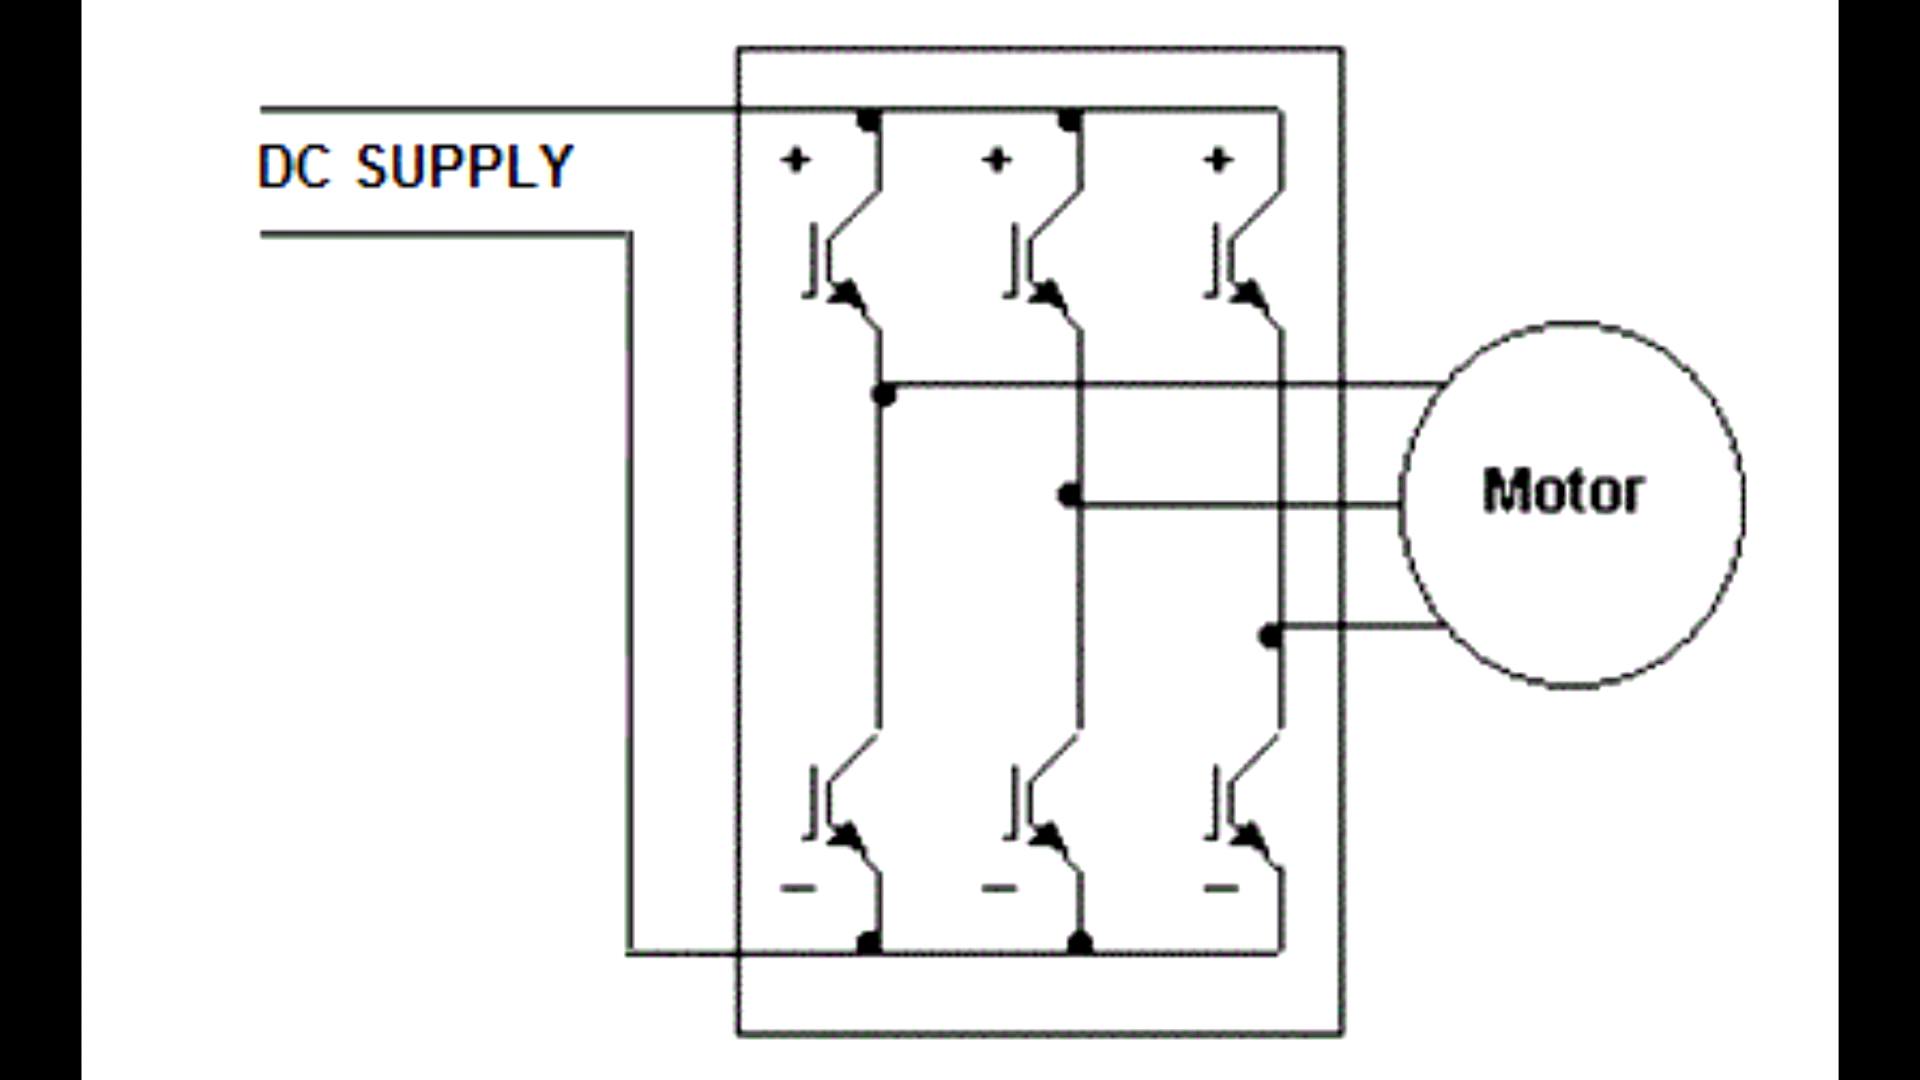 DC SUPPLY
+ + +
Motor
− − −